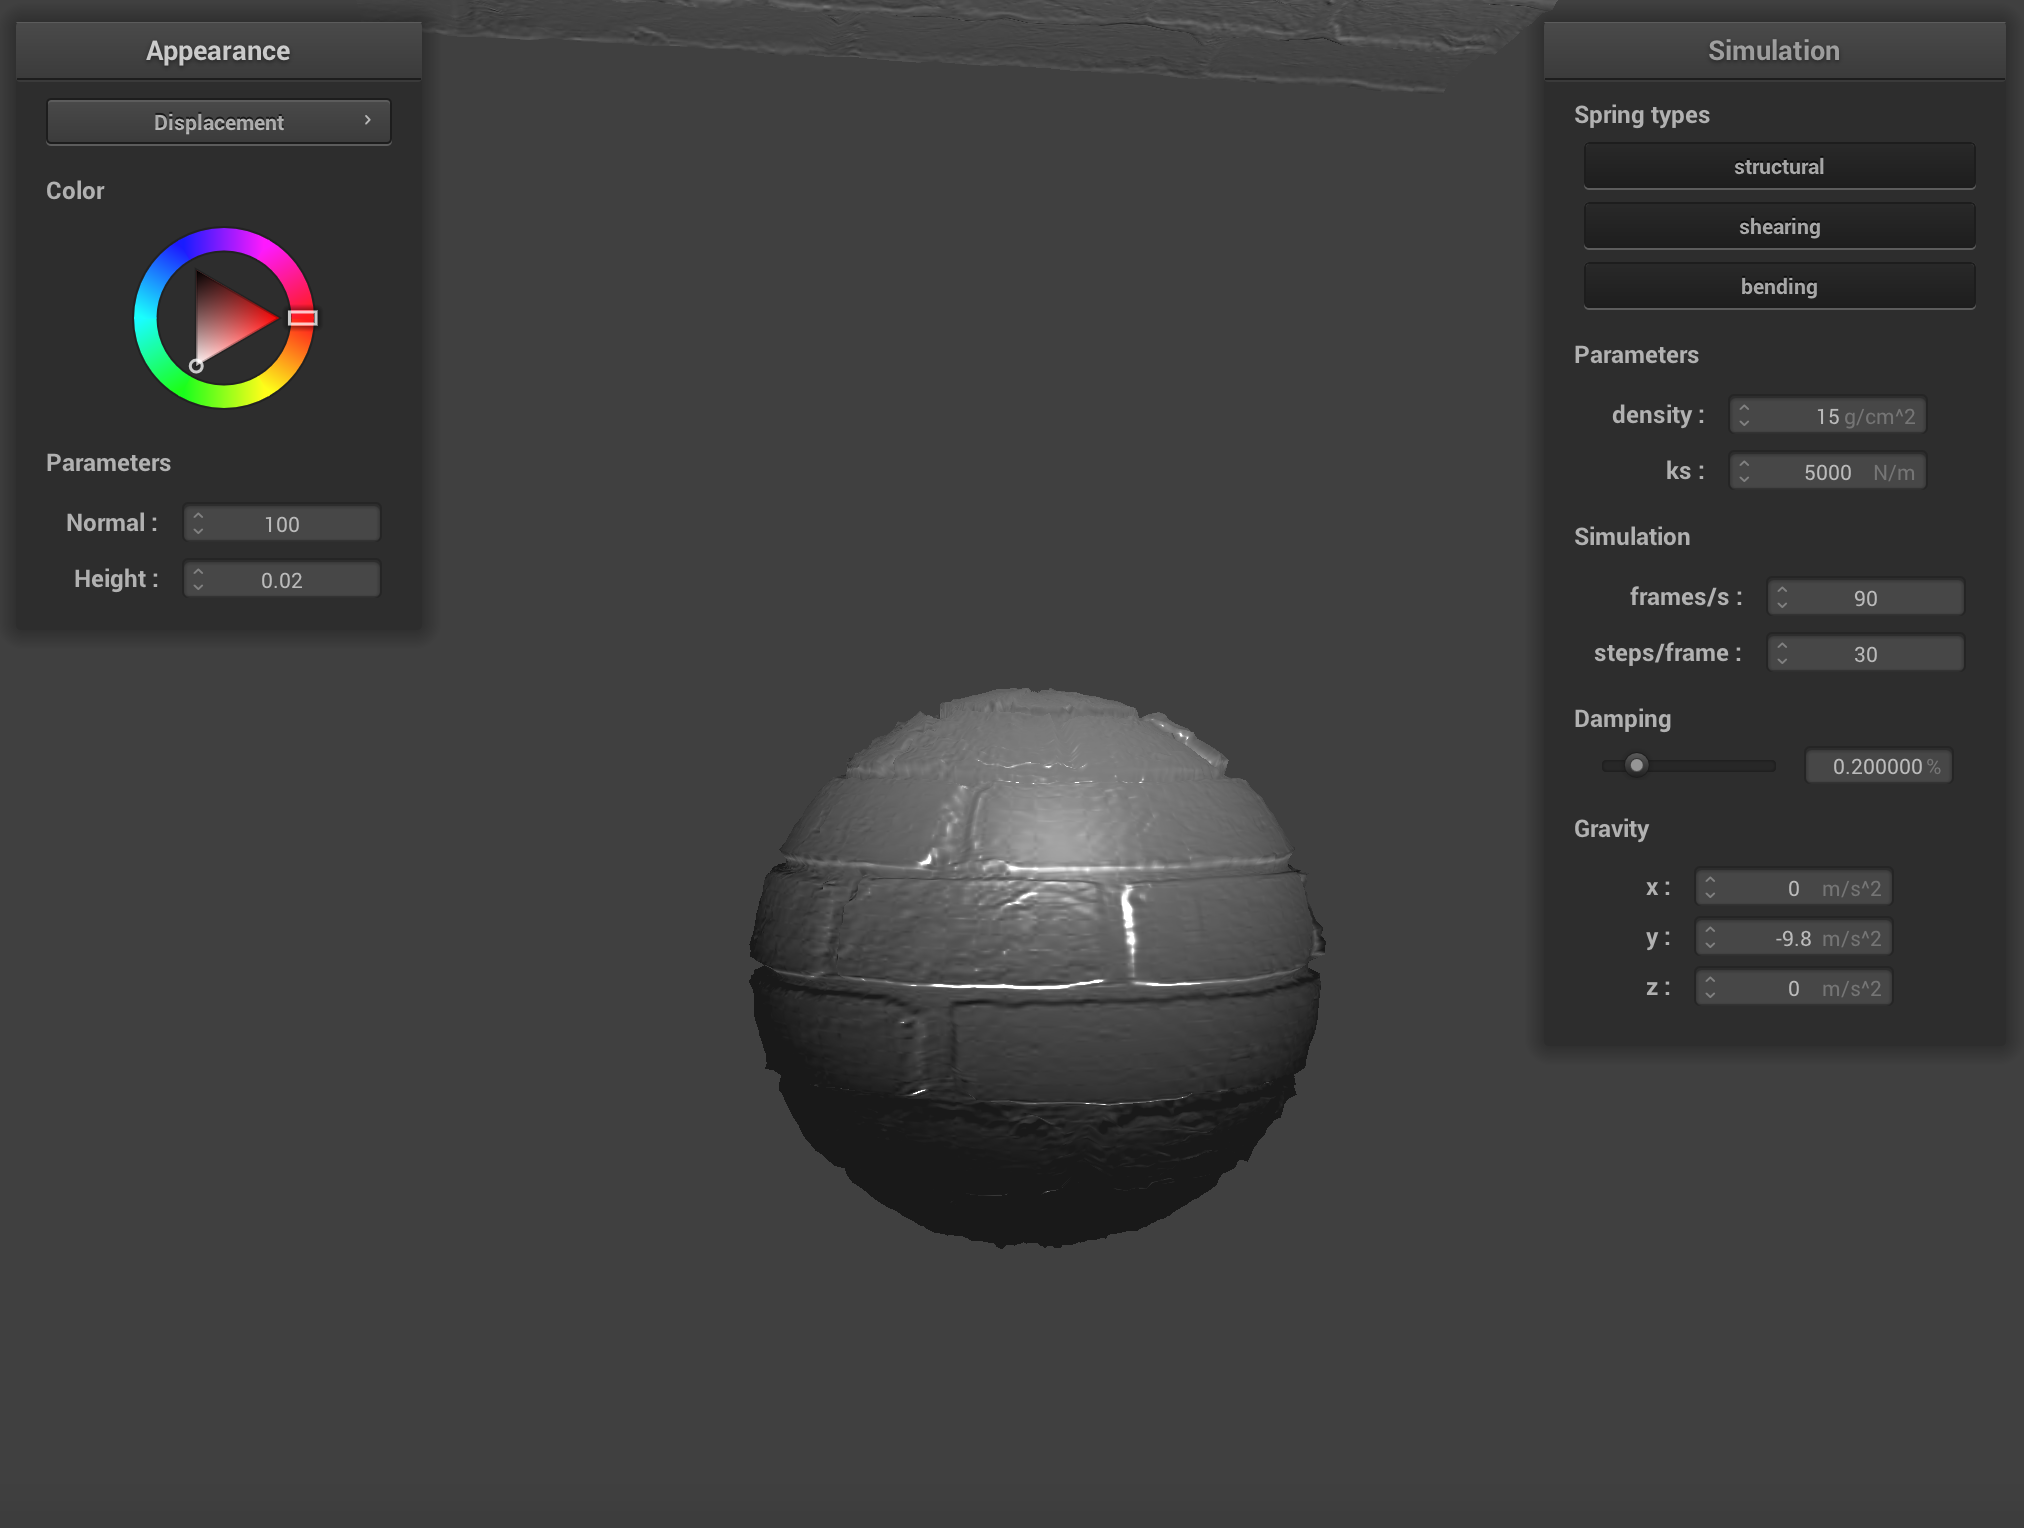 Appearance
Displacement
Color
Parameters
Normal : 100
Height : 0.02
Simulation
Spring types
structural
shearing
bending
Parameters
density : 15 g/cm^2
ks : 5000 N/m
Simulation
frames/s : 90
steps/frame : 30
Damping
0.200000 %
Gravity
x : 0 m/s^2
y : -9.8 m/s^2
z : 0 m/s^2